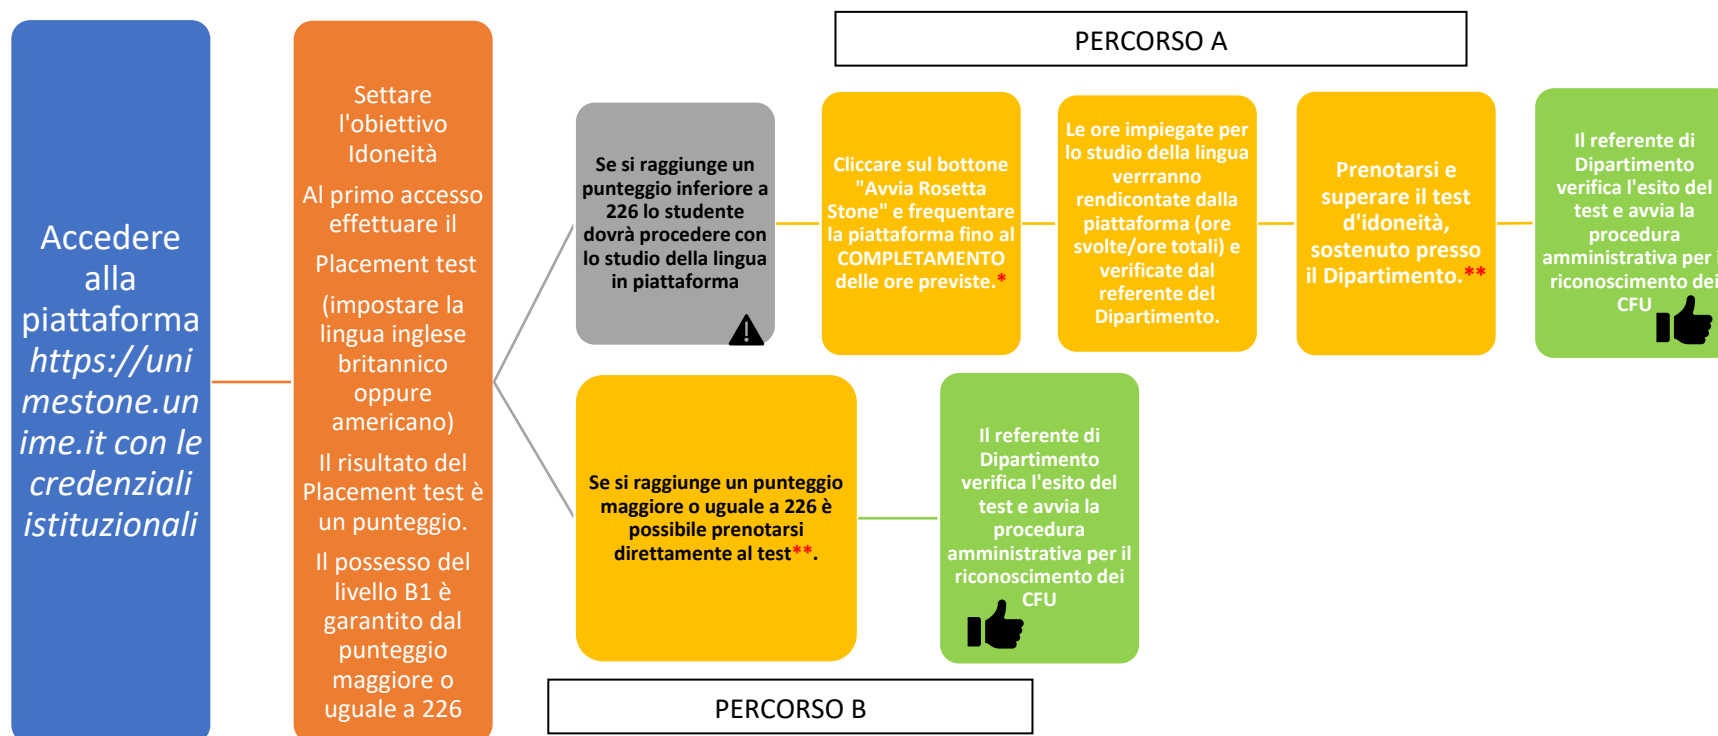 PERCORSO A
Accedere
alla
piattaforma
https://uni
mestone.un
ime.it con le
credenziali
istituzionali
Settare
l'obiettivo
Idoneità
Al primo accesso
effettuare il
Placement test
(impostare la
lingua inglese
britannico
oppure
americano)
Il risultato del
Placement test è
un punteggio.
Il possesso del
livello B1 è
garantito dal
punteggio
maggiore o
uguale a 226
Se si raggiunge un
punteggio inferiore a
226 lo studente
dovrà procedere con
lo studio della lingua
in piattaforma
Cliccare sul bottone
"Avvia Rosetta
Stone" e frequentare
la piattaforma fino al
COMPLETAMENTO
delle ore previste.*
Le ore impiegate per
lo studio della lingua
verrranno
rendicontate dalla
piattaforma (ore
svolte/ore totali) e
verificate dal
referente del
Dipartimento.
Prenotarsi e
superare il test
d'idoneità,
sostenuto presso
il Dipartimento.**
Il referente di
Dipartimento
verifica l'esito del
test e avvia la
procedura
amministrativa per i
riconoscimento dei
CFU
Se si raggiunge un punteggio
maggiore o uguale a 226 è
possibile prenotarsi
direttamente al test**.
Il referente di
Dipartimento
verifica l'esito del
test e avvia la
procedura
amministrativa per il
riconoscimento dei
CFU
PERCORSO B